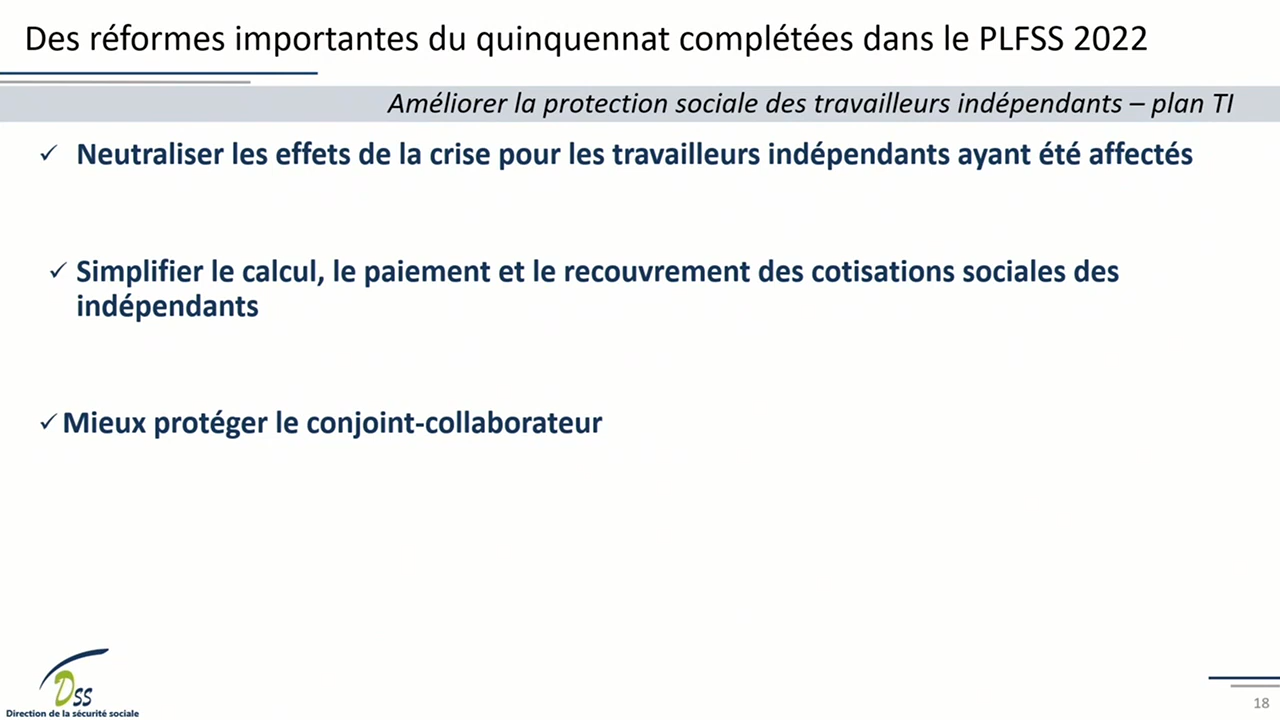 Des réformes importantes du quinquennat complétées dans le PLFSS 2022
Améliorer la protection sociale des travailleurs indépendants – plan TI
✓ Neutraliser les effets de la crise pour les travailleurs indépendants ayant été affectés
✓ Simplifier le calcul, le paiement et le recouvrement des cotisations sociales des
indépendants
✓ Mieux protéger le conjoint-collaborateur
DSS
Direction de la sécurité sociale
18